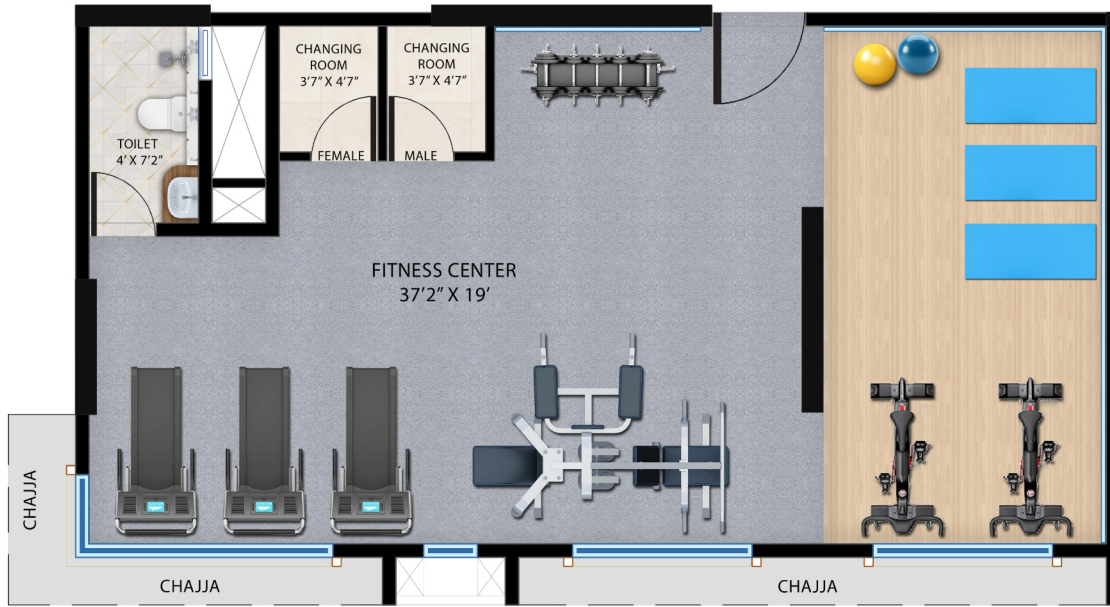 CHANGING
ROOM
3'7" X 4'7"
CHANGING
ROOM
3'7" X 4'7"
TOILET
4' X 7'2"
FEMALE
MALE
FITNESS CENTER
37'2" X 19'
CHAJJA
CHAJJA
CHAJJA